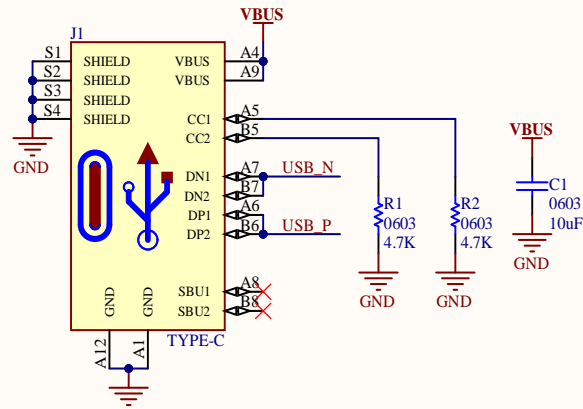 VBUS
J1
S1 SHIELD VBUS A4
S2 SHIELD VBUS A9
S3 SHIELD
S4 SHIELD CC1 A5
CC2 B5
GND
VBUS
DN1 A7 USB_N
DN2 B7
DP1 A6
DP2 B6 USB_P
R1
0603
4.7K
GND
R2
0603
4.7K
GND
C1
0603
10uF
GND
SBU1 A8
SBU2 B8
GND
GND
TYPE-C
A12
A1